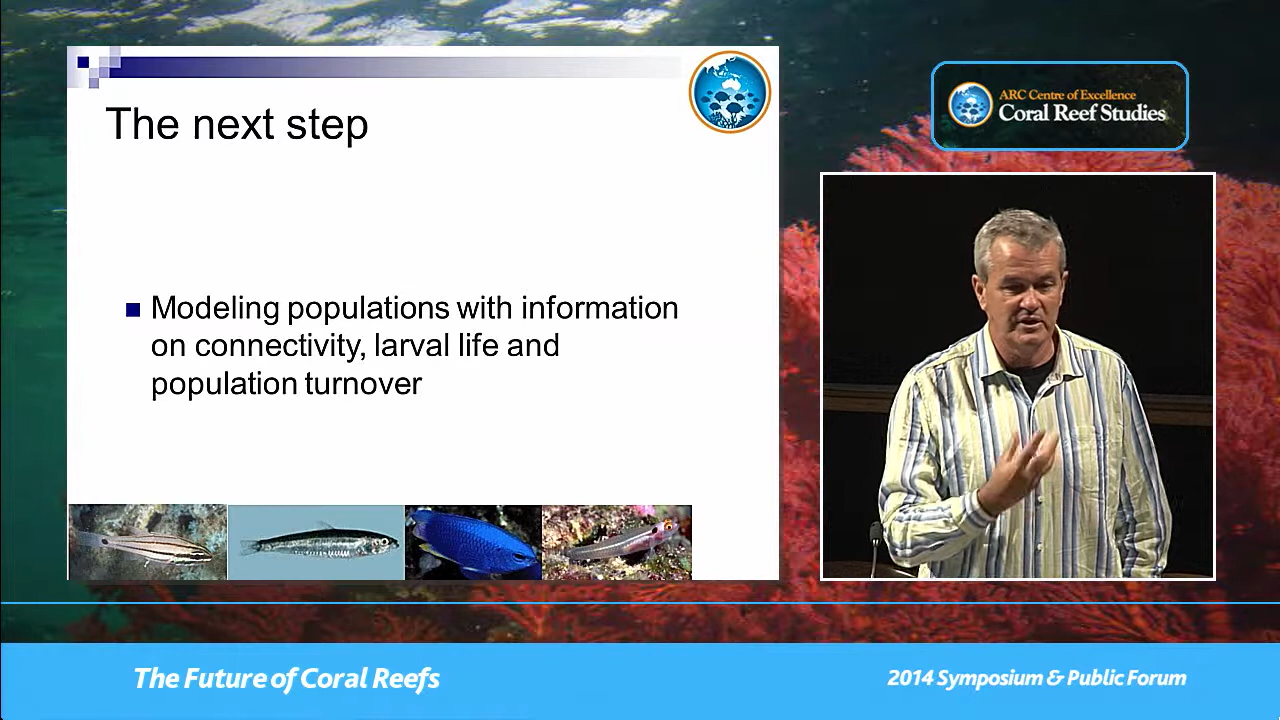 The next step
Modeling populations with information
on connectivity, larval life and
population turnover
ARC Centre of Excellence
Coral Reef Studies
The Future of Coral Reefs
2014 Symposium & Public Forum